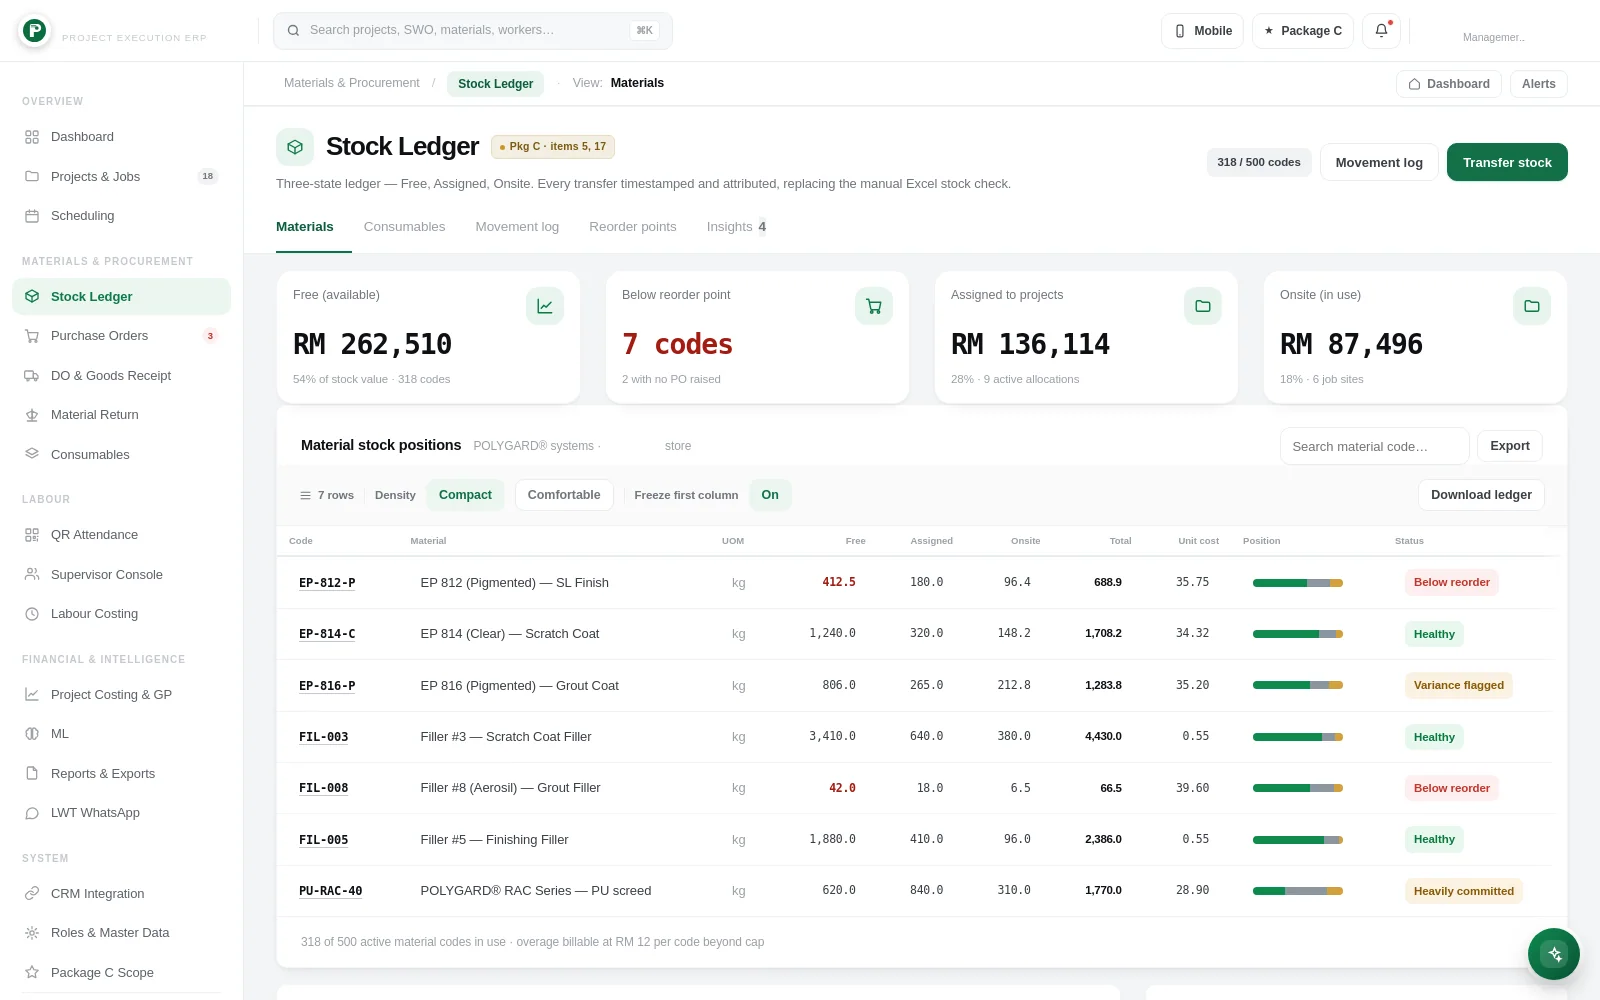 PROJECT EXECUTION ERP
Search projects, SWO, materials, workers…
⌘K
Mobile
★ Package C
Managemer..
OVERVIEW
Dashboard
Projects & Jobs 18
Scheduling
MATERIALS & PROCUREMENT
Stock Ledger
Purchase Orders 3
DO & Goods Receipt
Material Return
Consumables
LABOUR
QR Attendance
Supervisor Console
Labour Costing
FINANCIAL & INTELLIGENCE
Project Costing & GP
ML
Reports & Exports
LWT WhatsApp
SYSTEM
CRM Integration
Roles & Master Data
Package C Scope
Materials & Procurement / Stock Ledger · View: Materials
Dashboard
Alerts
Stock Ledger
Pkg C · items 5, 17
Three-state ledger — Free, Assigned, Onsite. Every transfer timestamped and attributed, replacing the manual Excel stock check.
318 / 500 codes
Movement log
Transfer stock
Materials Consumables Movement log Reorder points Insights 4
Free (available)
RM 262,510
54% of stock value · 318 codes
Below reorder point
7 codes
2 with no PO raised
Assigned to projects
RM 136,114
28% · 9 active allocations
Onsite (in use)
RM 87,496
18% · 6 job sites
Material stock positions POLYGARD® systems · store
Search material code…
Export
7 rows Density Compact Comfortable Freeze first column On
Download ledger
Code Material UOM Free Assigned Onsite Total Unit cost Position Status
EP-812-P EP 812 (Pigmented) — SL Finish kg 412.5 180.0 96.4 688.9 35.75 Below reorder
EP-814-C EP 814 (Clear) — Scratch Coat kg 1,240.0 320.0 148.2 1,708.2 34.32 Healthy
EP-816-P EP 816 (Pigmented) — Grout Coat kg 806.0 265.0 212.8 1,283.8 35.20 Variance flagged
FIL-003 Filler #3 — Scratch Coat Filler kg 3,410.0 640.0 380.0 4,430.0 0.55 Healthy
FIL-008 Filler #8 (Aerosil) — Grout Filler kg 42.0 18.0 6.5 66.5 39.60 Below reorder
FIL-005 Filler #5 — Finishing Filler kg 1,880.0 410.0 96.0 2,386.0 0.55 Healthy
PU-RAC-40 POLYGARD® RAC Series — PU screed kg 620.0 840.0 310.0 1,770.0 28.90 Heavily committed
318 of 500 active material codes in use · overage billable at RM 12 per code beyond cap